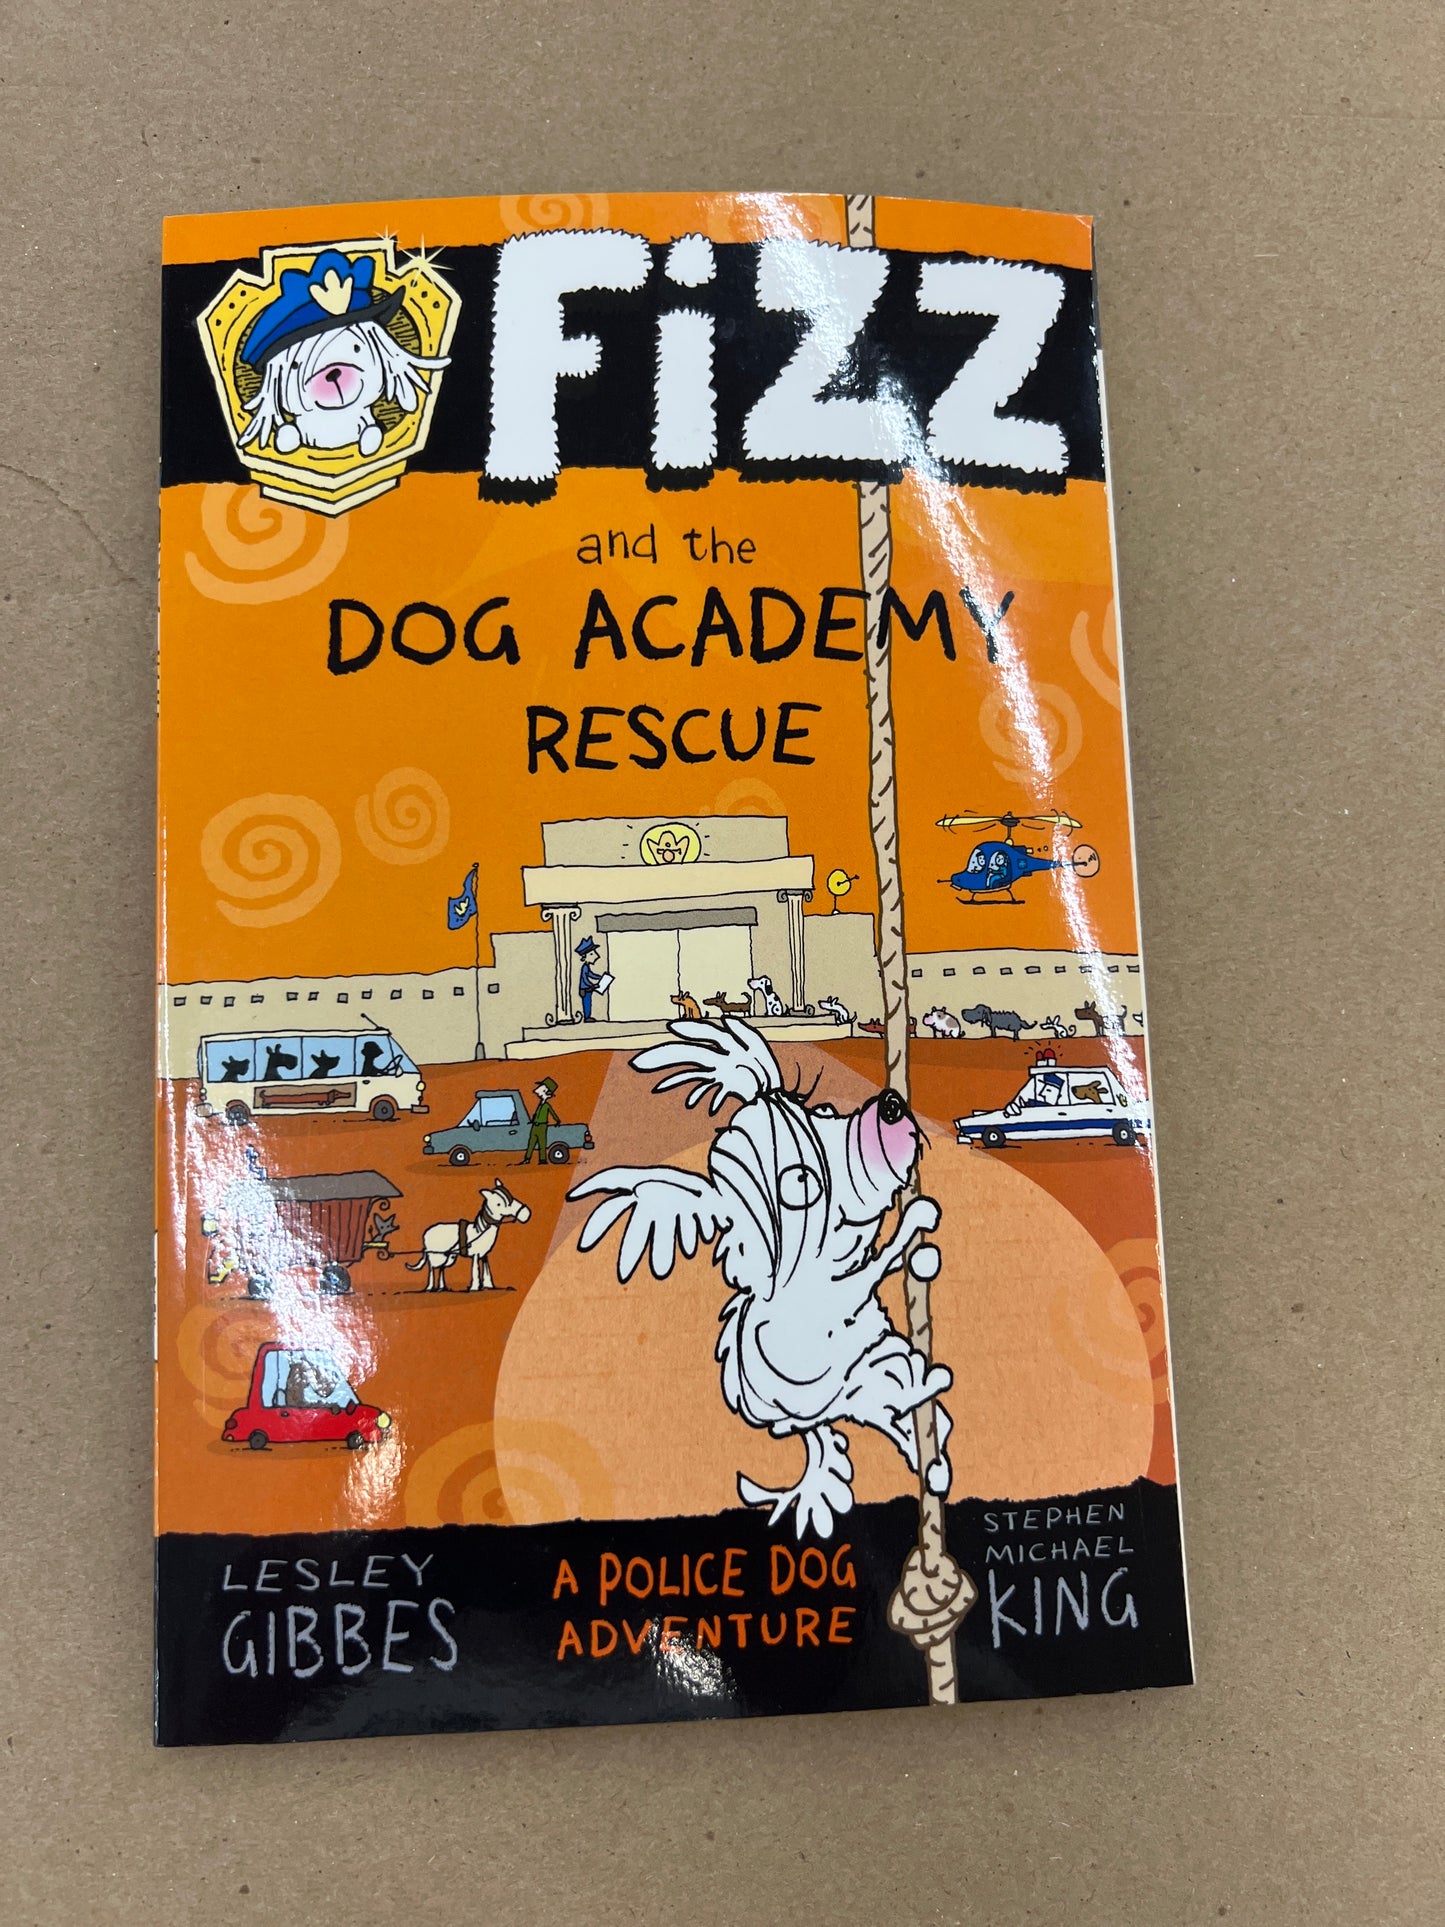 FiZZ
and the
DOG ACADEMY
RESCUE
LESLEY
GIBBES
A POLICE DOG
ADVENTURE
STEPHEN
MICHAEL
KING